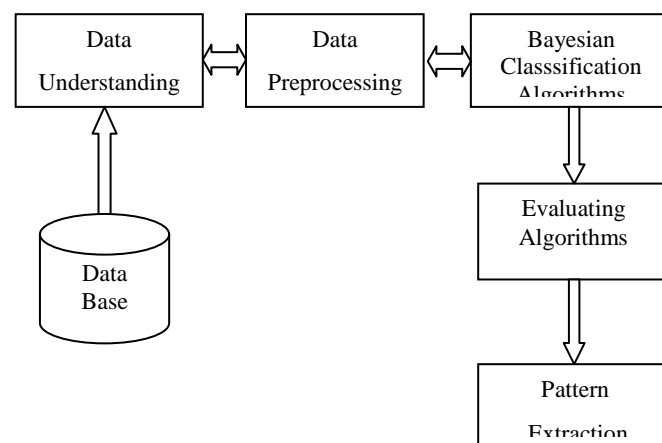 Data
Understanding
Data
Preprocessing
Bayesian
Classsification
Algorithms
Evaluating
Algorithms
Data
Base
Pattern
Extraction